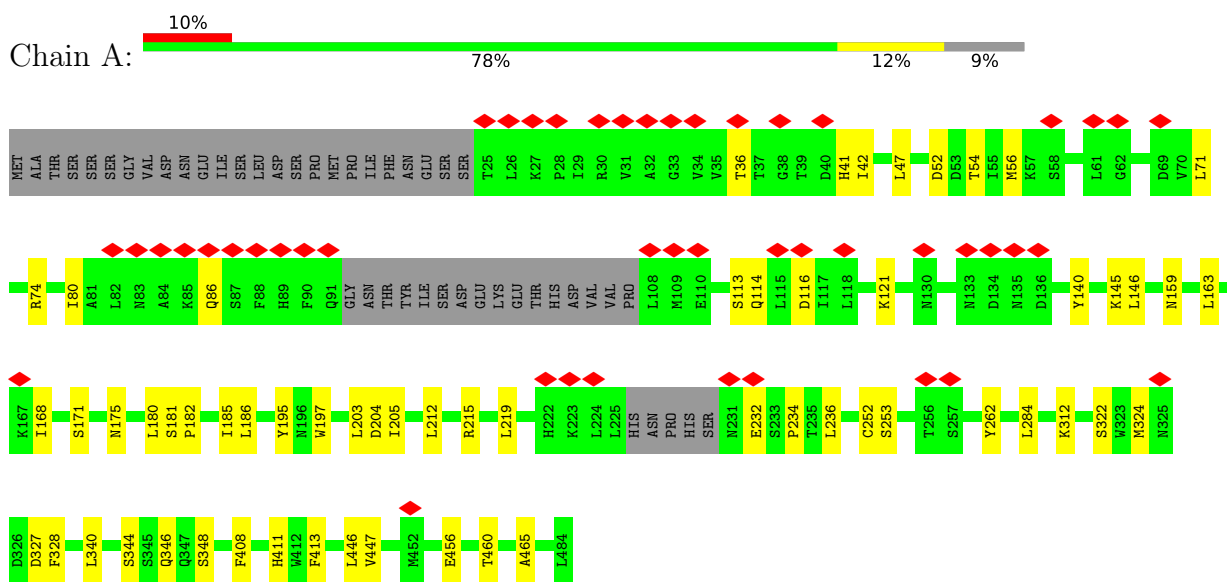 10%
Chain A:
78% 12% 9%
MET ALA THR SER SER SER GLY VAL ASP ASP ASN GLU ILE SER LEU ASP SER PRO MET PRO ILE PHE ASN GLU SER SER T25 L26 K27 P28 I29 R30 V31 A32 G33 V34 V35 T36 T37 G38 T39 D40 H41 I42 L47 D52 D53 T54 I55 M56 K57 S58 L61 G62 D69 V70 L71
R74 I80 A81 L82 N83 A84 K85 Q86 S87 F88 H89 F90 Q91 GLY ASN THR TYR ILE SER ASP GLU LYS GLU THR HIS ASP VAL VAL PRO L108 M109 E110 S113 Q114 L115 D116 I117 L118 K121 N130 N133 D134 N135 D136 Y140 K145 L146 N159 L163
K167 I168 S171 N175 L180 S181 P182 I185 L186 Y195 N196 W197 L203 D204 I205 L212 R215 L219 H222 K223 L224 L225 HIS ASN PRO HIS SER N231 E232 S233 P234 T235 L236 C252 S253 T256 S257 Y262 L284 K312 S322 W323 M324 N325
D326 D327 F328 L340 S344 S345 Q346 Q347 S348 F408 H411 W412 F413 L446 V447 M452 E456 T460 A465 L484